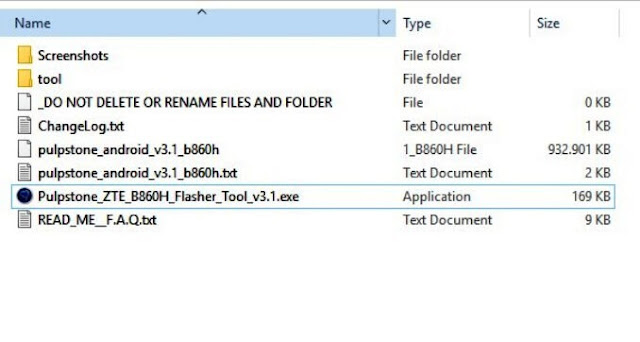 Name Type Size
Screenshots File folder
tool File folder
_DO NOT DELETE OR RENAME FILES AND FOLDER File 0 KB
ChangeLog.txt Text Document 1 KB
pulpstone_android_v3.1_b860h 1_B860H File 932.901 KB
pulpstone_android_v3.1_b860h.txt Text Document 2 KB
Pulpstone_ZTE_B860H_Flasher_Tool_v3.1.exe Application 169 KB
READ_ME__F.A.Q.txt Text Document 9 KB